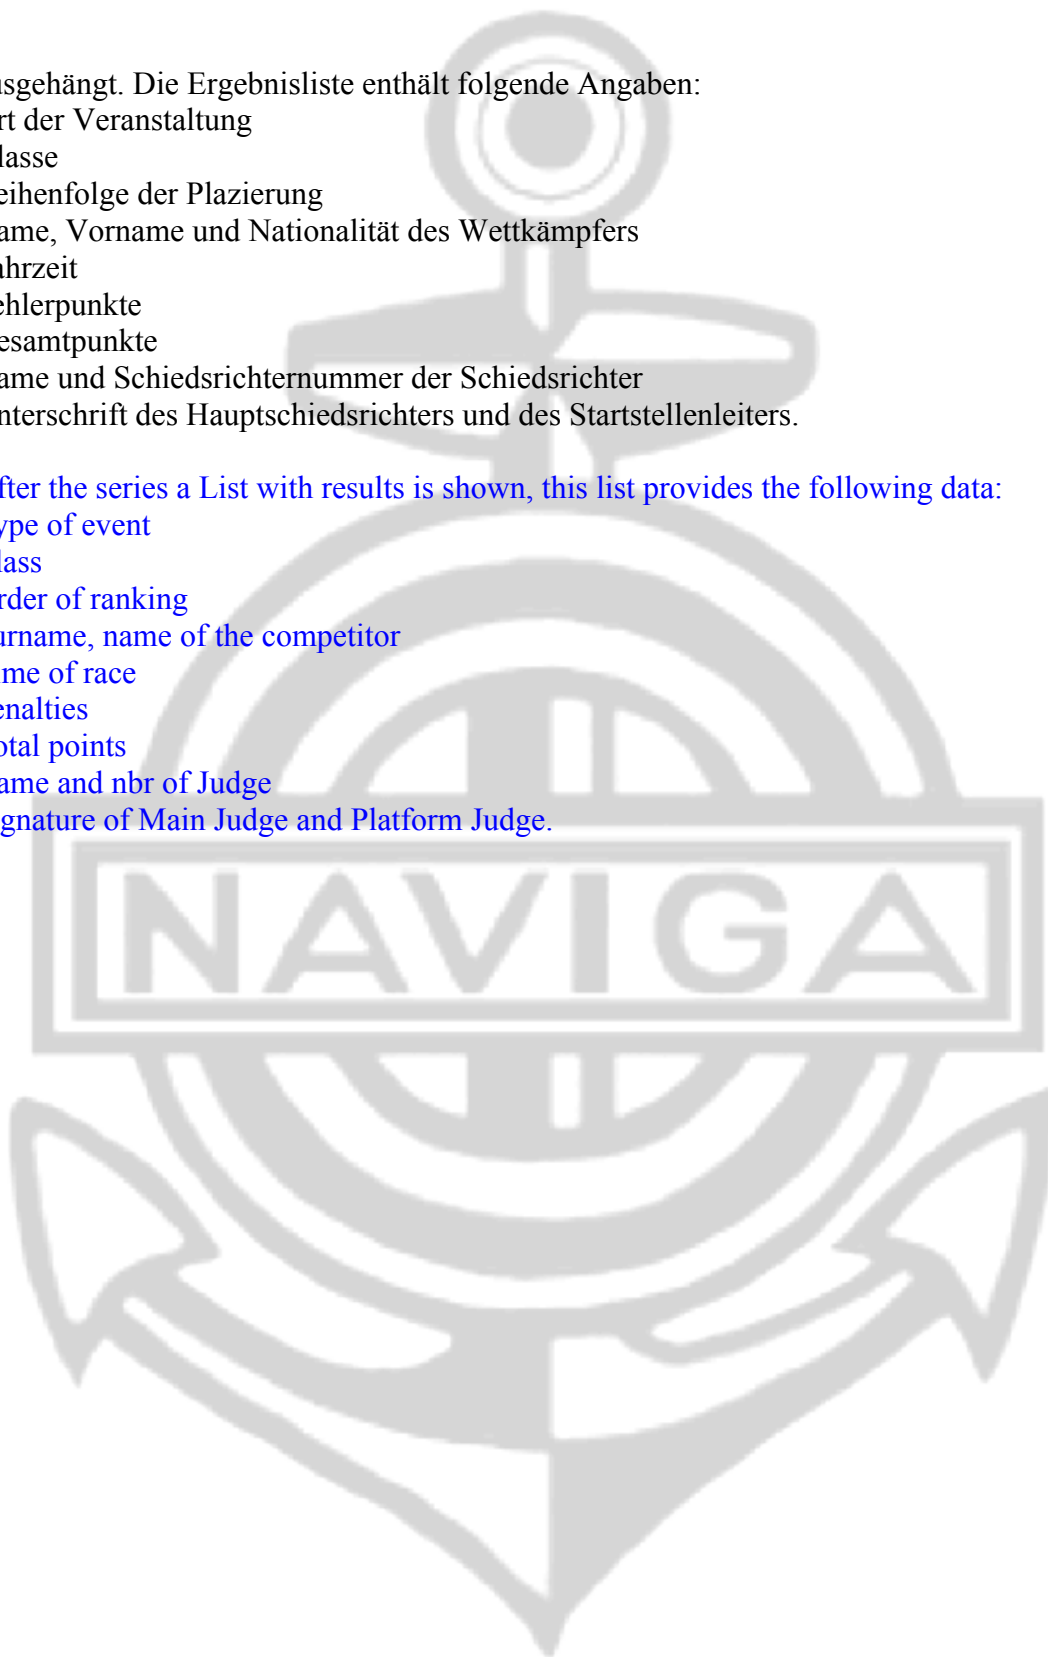 usgehängt. Die Ergebnisliste enthält folgende Angaben:
rt der Veranstaltung
lasse
eihenfolge der Plazierung
ame, Vorname und Nationalität des Wettkämpfers
ahrzeit
ehlerpunkte
esamtpunkte
ame und Schiedsrichternummer der Schiedsrichter
nterschrift des Hauptschiedsrichters und des Startstellenleiters.
fter the series a List with results is shown, this list provides the following data:
ype of event
lass
rder of ranking
urname, name of the competitor
ime of race
enalties
otal points
ame and nbr of Judge
ignature of Main Judge and Platform Judge.
NAVIGA